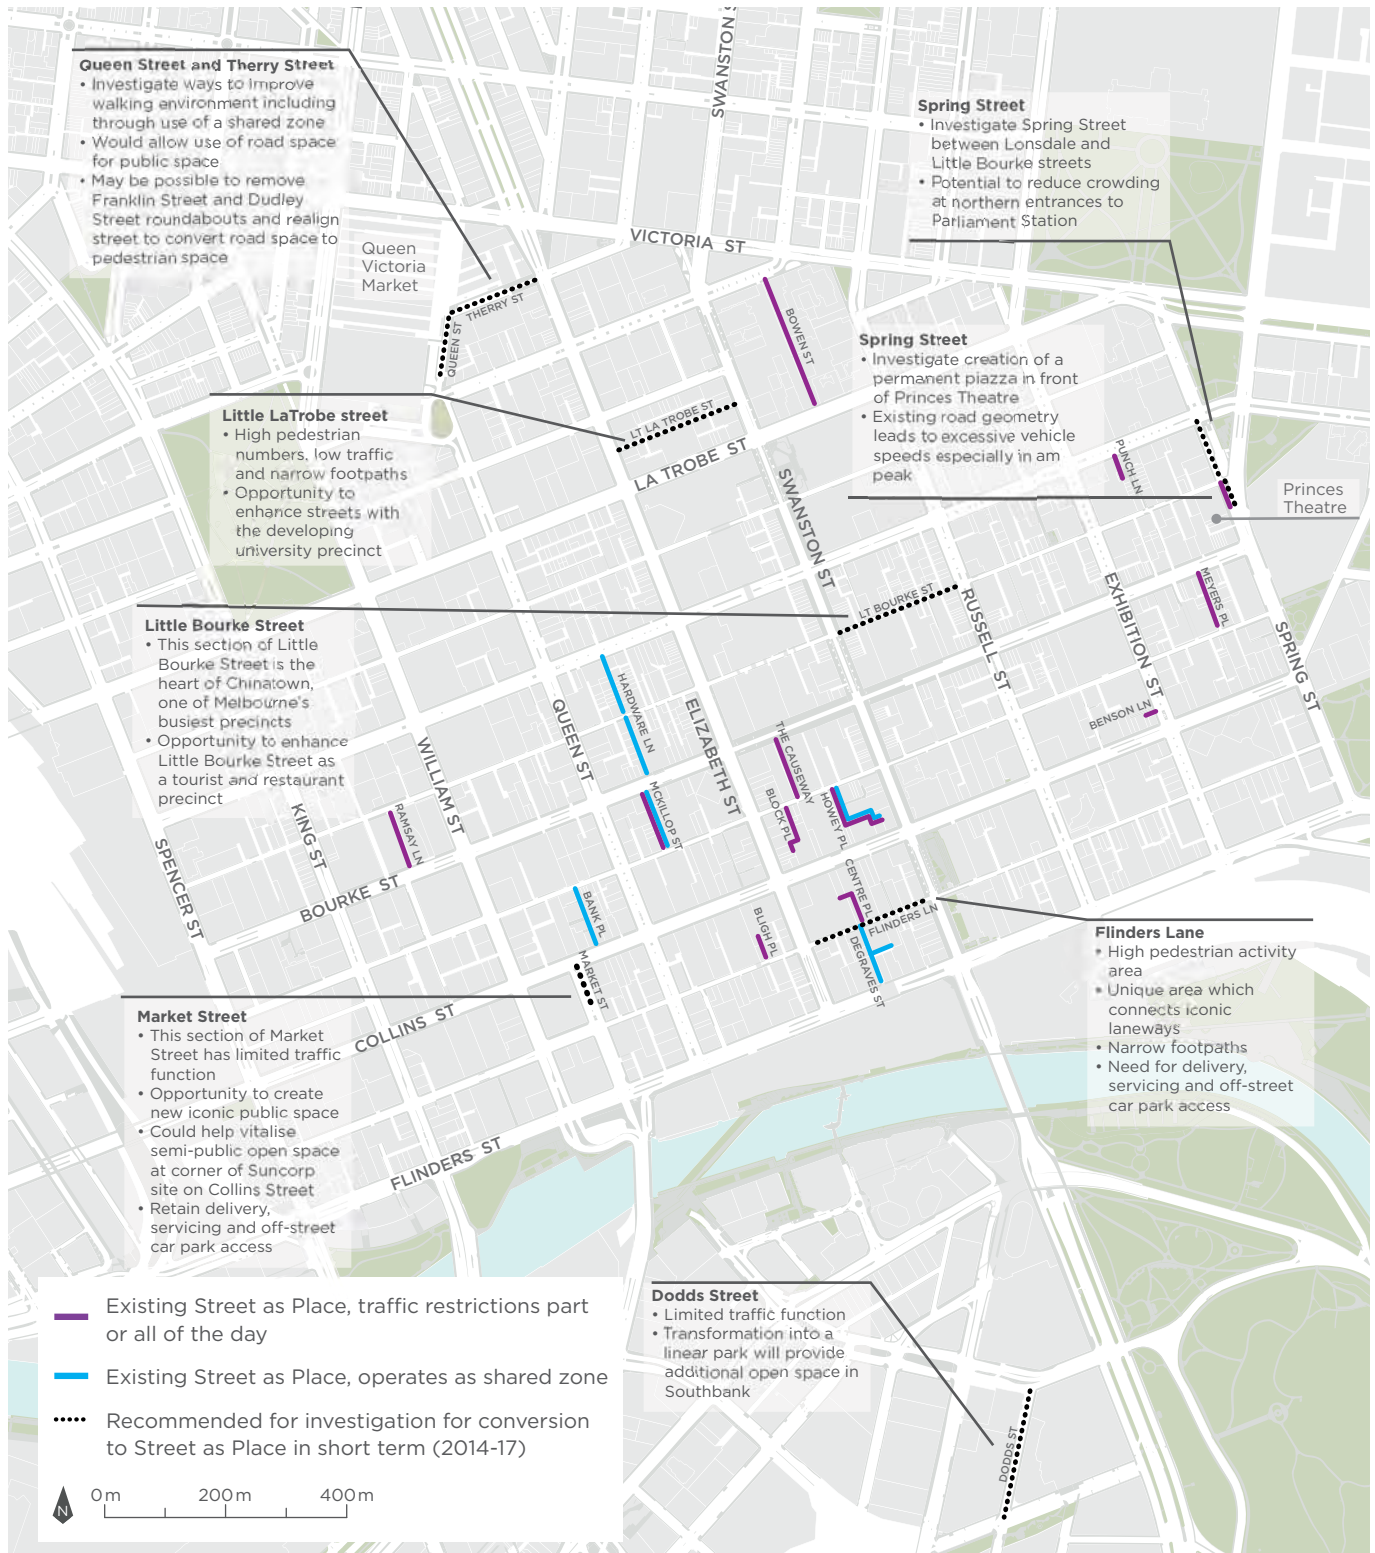 SWANSTON S
Queen Street and Therry Street
• Investigate ways to improve
walking environment including
through use of a shared zone
• Would allow use of road space
for public space
• May be possible to remove
Franklin Street and Dudley
Street roundabouts and realign
street to convert road space to
pedestrian space
Spring Street
• Investigate Spring Street
between Lonsdale and
Little Bourke streets
• Potential to reduce crowding
at northern entrances to
Parliament Station
Queen
Victoria
Market
VICTORIA ST
THERRY ST
QUEEN ST
BOWEN ST
Spring Street
• Investigate creation of a
permanent piazza in front
of Princes Theatre
• Existing road geometry
leads to excessive vehicle
speeds especially in am
peak
Little LaTrobe street
• High pedestrian
numbers, low traffic
and narrow footpaths
• Opportunity to
enhance streets with
the developing
university precinct
LT LA TROBE ST
LA TROBE ST
SWANSTON ST
PUNCH LN
Princes
Theatre
LT BOURKE ST
RUSSELL ST
EXHIBITION ST
MEYERS PL
SPRING ST
BENSON LN
Little Bourke Street
• This section of Little
Bourke Street is the
heart of Chinatown,
one of Melbourne's
busiest precincts
• Opportunity to enhance
Little Bourke Street as
a tourist and restaurant
precinct
HARDWARE LN
QUEEN ST
ELIZABETH ST
THE CAUSEWAY
WILLIAM ST
MCKILLOP ST
BLOCK PL
HOWEY PL
KING ST
RAMSAY LN
SPENCER ST
BOURKE ST
BANK PL
BLIGH PL
CENTRE PL
FLINDERS LN
DEGRAVES ST
MARKET ST
COLLINS ST
FLINDERS ST
Flinders Lane
• High pedestrian activity
area
• Unique area which
connects iconic
laneways
• Narrow footpaths
• Need for delivery,
servicing and off-street
car park access
Market Street
• This section of Market
Street has limited traffic
function
• Opportunity to create
new iconic public space
• Could help vitalise
semi-public open space
at corner of Suncorp
site on Collins Street
• Retain delivery,
servicing and off-street
car park access
Dodds Street
• Limited traffic function
• Transformation into a
linear park will provide
additional open space in
Southbank
DODDS ST
Existing Street as Place, traffic restrictions part
or all of the day
Existing Street as Place, operates as shared zone
Recommended for investigation for conversion
to Street as Place in short term (2014-17)
N
0m 200m 400m